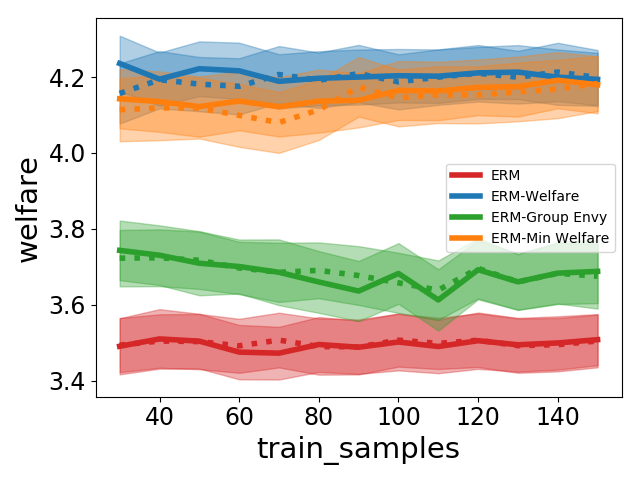 4.2
4.0
3.8
3.6
3.4
welfare
ERM
ERM-Welfare
ERM-Group Envy
ERM-Min Welfare
40 60 80 100 120 140
train_samples